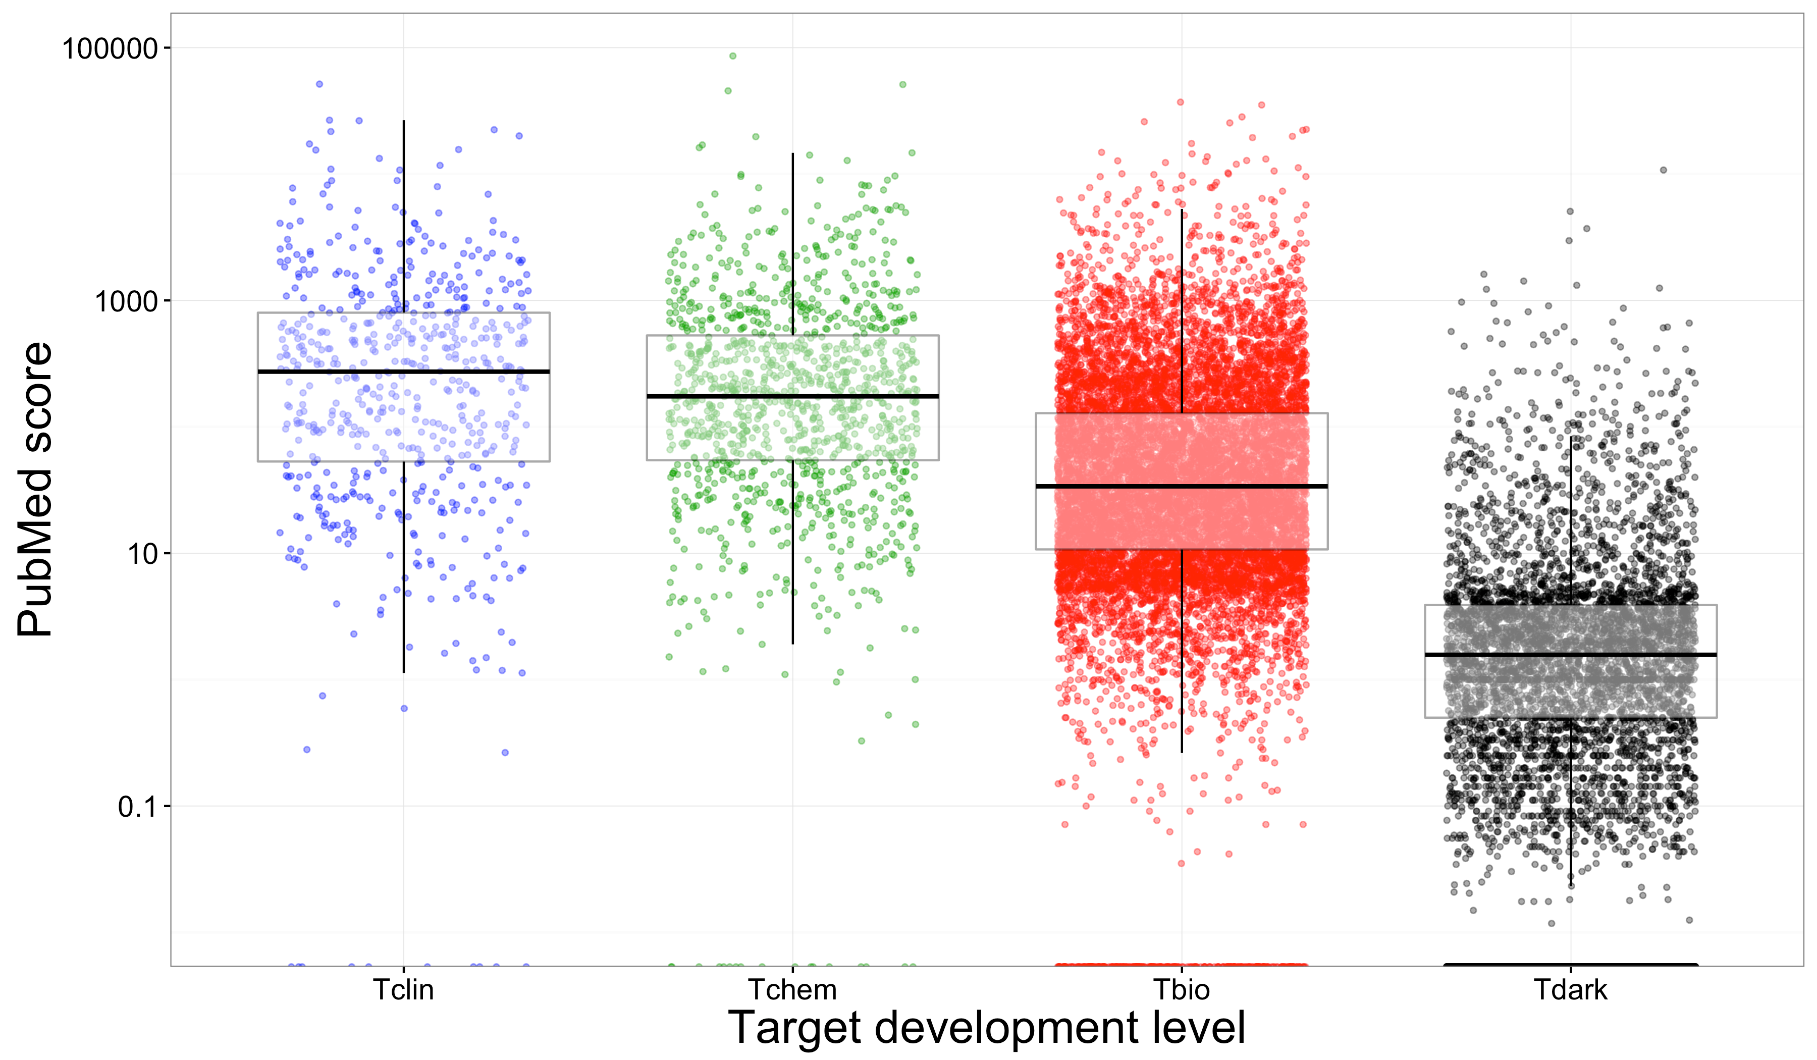 PubMed score
100000
1000
10
0.1
Tclin
Tchem
Tbio
Tdark
Target development level